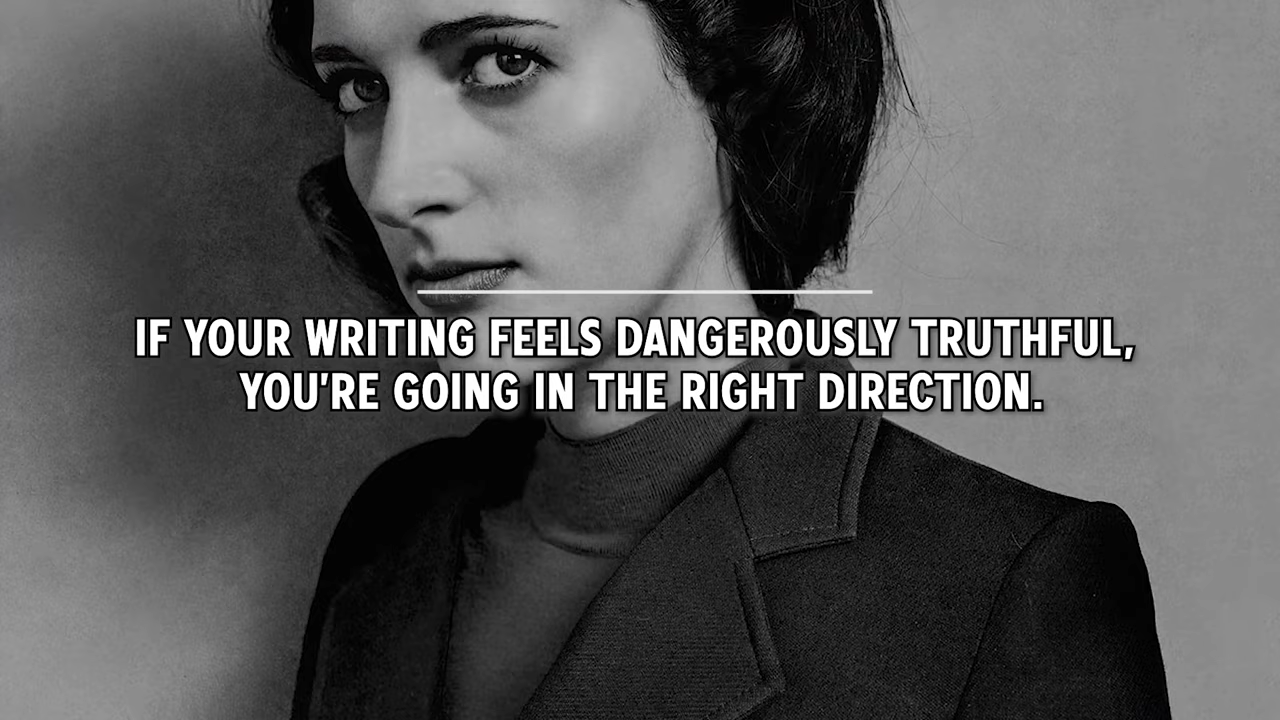 IF YOUR WRITING FEELS DANGEROUSLY TRUTHFUL,
YOU'RE GOING IN THE RIGHT DIRECTION.